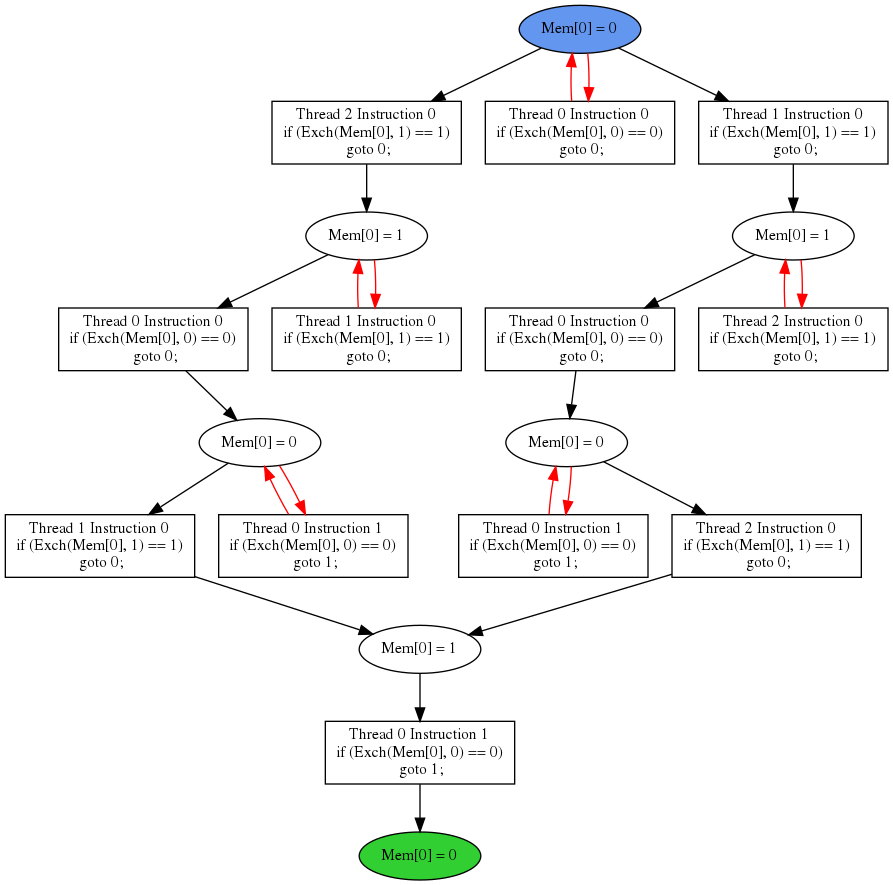 Mem[0] = 0
Thread 2 Instruction 0
if (Exch(Mem[0], 1) == 1)
goto 0;
Thread 0 Instruction 0
if (Exch(Mem[0], 0) == 0)
goto 0;
Thread 1 Instruction 0
if (Exch(Mem[0], 1) == 1)
goto 0;
Mem[0] = 1
Mem[0] = 1
Thread 0 Instruction 0
if (Exch(Mem[0], 0) == 0)
goto 0;
Thread 1 Instruction 0
if (Exch(Mem[0], 1) == 1)
goto 0;
Thread 0 Instruction 0
if (Exch(Mem[0], 0) == 0)
goto 0;
Thread 2 Instruction 0
if (Exch(Mem[0], 1) == 1)
goto 0;
Mem[0] = 0
Mem[0] = 0
Thread 1 Instruction 0
if (Exch(Mem[0], 1) == 1)
goto 0;
Thread 0 Instruction 1
if (Exch(Mem[0], 0) == 0)
goto 1;
Thread 0 Instruction 1
if (Exch(Mem[0], 0) == 0)
goto 1;
Thread 2 Instruction 0
if (Exch(Mem[0], 1) == 1)
goto 0;
Mem[0] = 1
Thread 0 Instruction 1
if (Exch(Mem[0], 0) == 0)
goto 1;
Mem[0] = 0